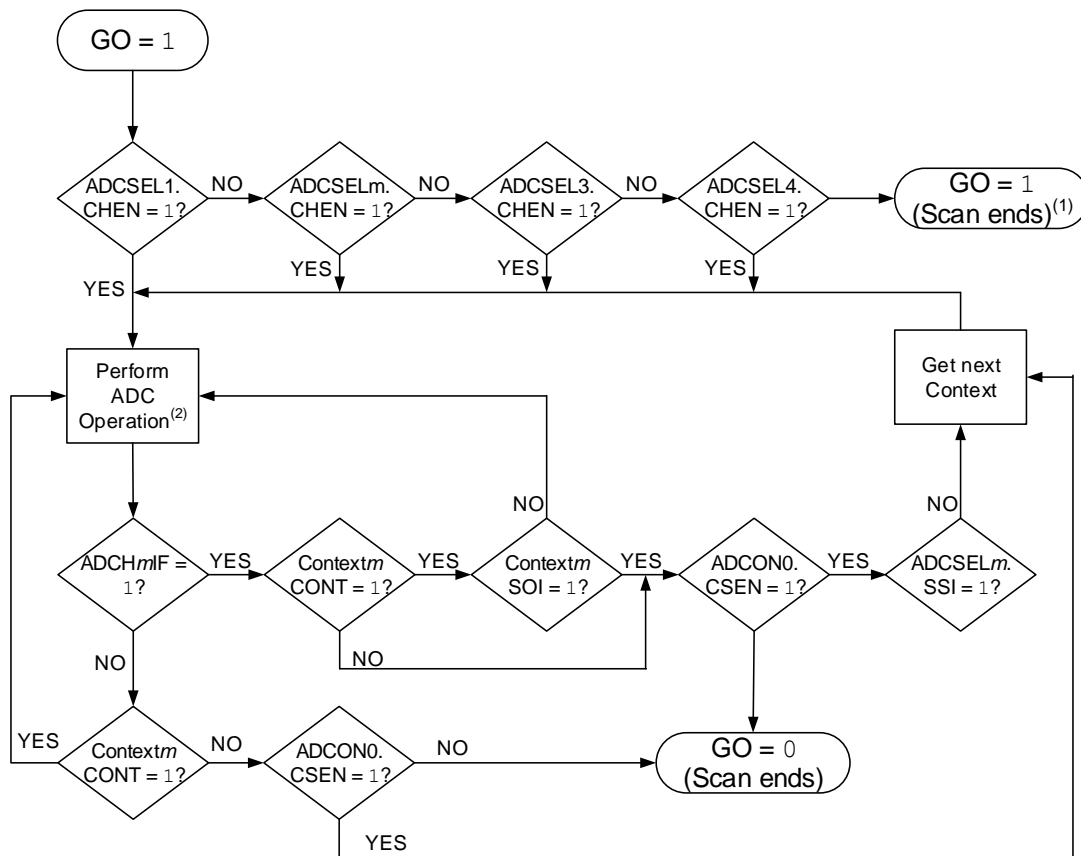 GO = 1
ADCSEL1.
CHEN = 1?
NO
ADCSELm.
CHEN = 1?
NO
ADCSEL3.
CHEN = 1?
NO
ADCSEL4.
CHEN = 1?
GO = 1
(Scan ends)(1)
YES
YES
YES
YES
Perform
ADC
Operation(2)
Get next
Context
NO
NO
ADCHmIF =
1?
YES
Contextm
CONT = 1?
YES
Contextm
SOI = 1?
YES
ADCON0.
CSEN = 1?
YES
ADCSELm.
SSI = 1?
NO
NO
YES
Contextm
CONT = 1?
NO
ADCON0.
CSEN = 1?
NO
GO = 0
(Scan ends)
YES